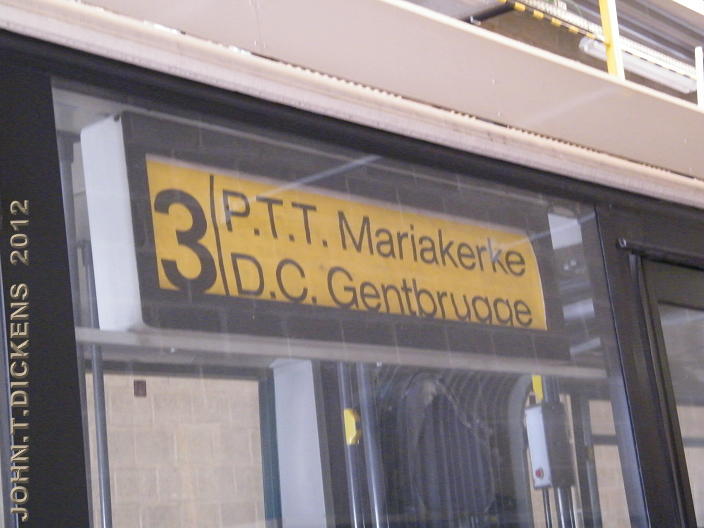 3 P.T.T. Mariakerke
D.C. Gentbrugge
JOHN.T.DICKENS 2012